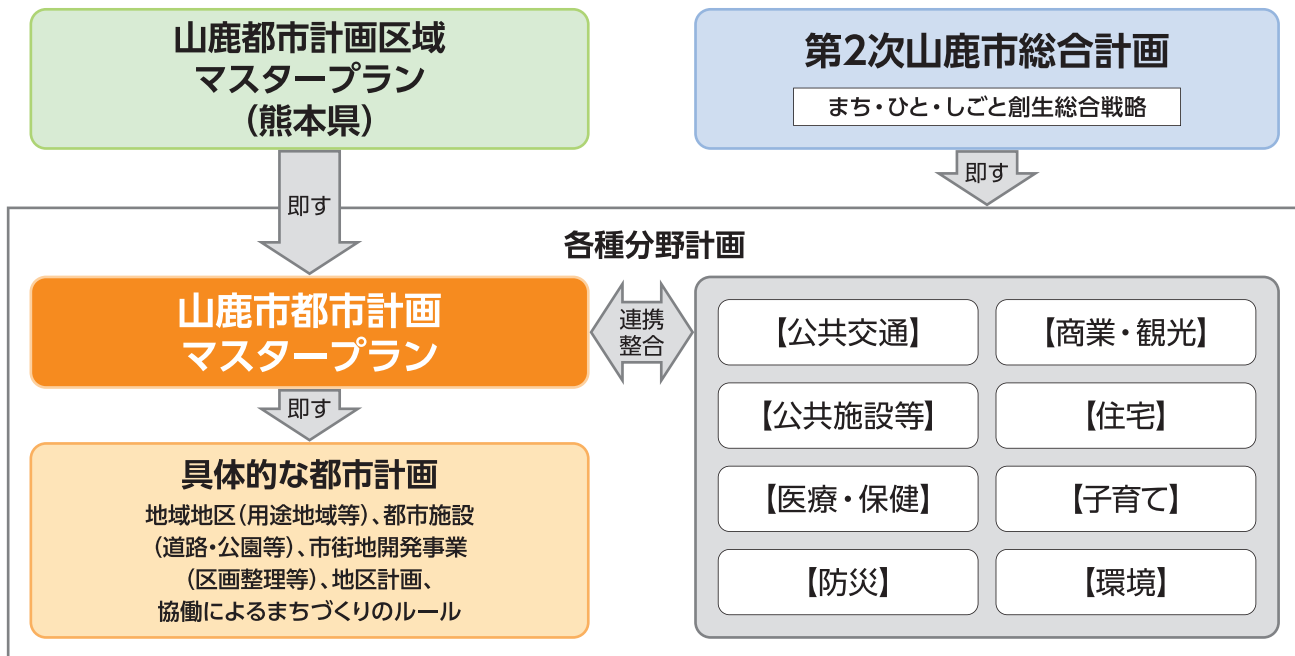 山鹿都市計画区域
マスタープラン
(熊本県)
第2次山鹿市総合計画
まち・ひと・しごと創生総合戦略
即す
即す
各種分野計画
山鹿市都市計画
マスタープラン
連携
整合
即す
具体的な都市計画
地域地区(用途地域等)、都市施設
(道路・公園等)、市街地開発事業
(区画整理等)、地区計画、
協働によるまちづくりのルール
【公共交通】
【商業・観光】
【公共施設等】
【住宅】
【医療・保健】
【子育て】
【防災】
【環境】